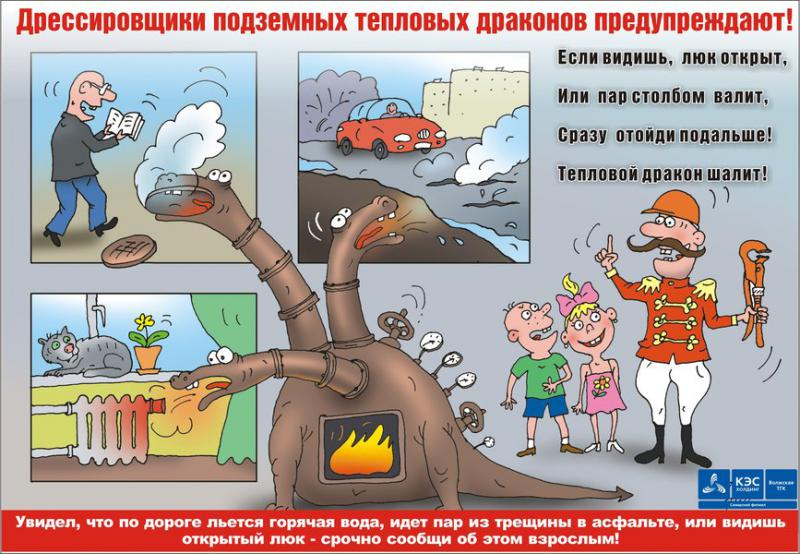 Дрессировщики подземных тепловых драконов предупреждают!
Если видишь, люк открыт,
Или пар столбом валит,
Сразу отойди подальше!
Тепловой дракон шалит!
КЭС
холдинг
Волжская
ТГК
Самарский филиал
Увидел, что по дороге льется горячая вода, идет пар из трещины в асфальте, или видишь
открытый люк - срочно сообщи об этом взрослым!